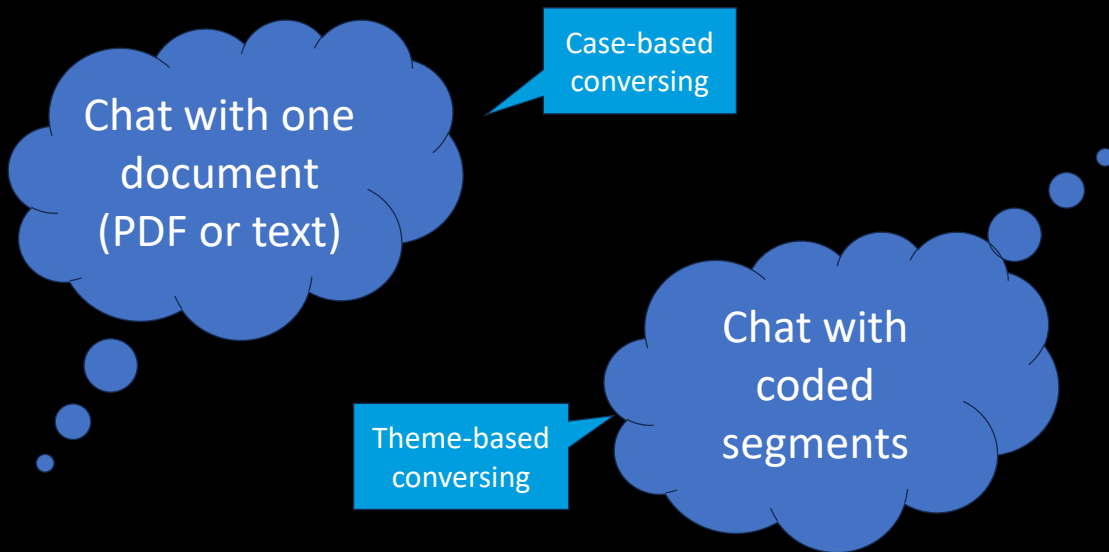 Case-based
conversing
Chat with one
document
(PDF or text)
Chat with
coded
segments
Theme-based
conversing